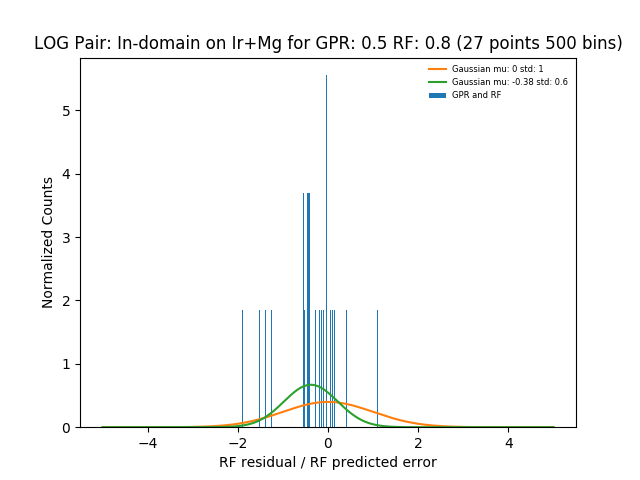 LOG Pair: In-domain on Ir+Mg for GPR: 0.5 RF: 0.8 (27 points 500 bins)
Gaussian mu: 0 std: 1
Gaussian mu: -0.38 std: 0.6
GPR and RF
Normalized Counts
5
4
3
2
1
0
−4 −2 0 2 4
RF residual / RF predicted error